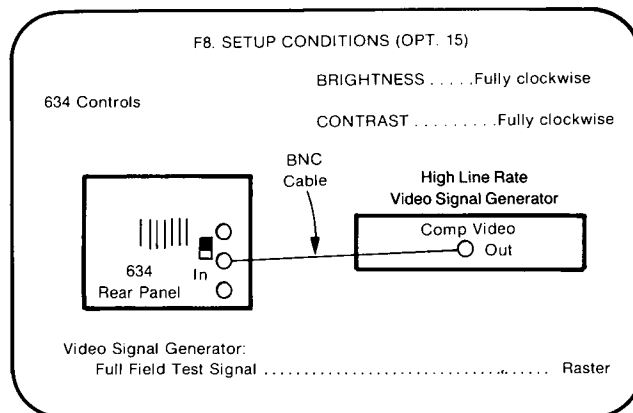 F8. SETUP CONDITIONS (OPT. 15)
BRIGHTNESS . . . . . Fully clockwise
634 Controls
CONTRAST . . . . . . . . . Fully clockwise
BNC
Cable
High Line Rate
Video Signal Generator
Comp Video
Out
634
In
Rear Panel
Video Signal Generator:
Full Field Test Signal . . . . . . . . . . . . . . . . . . . . . . . . . . . . . . . . . . . Raster